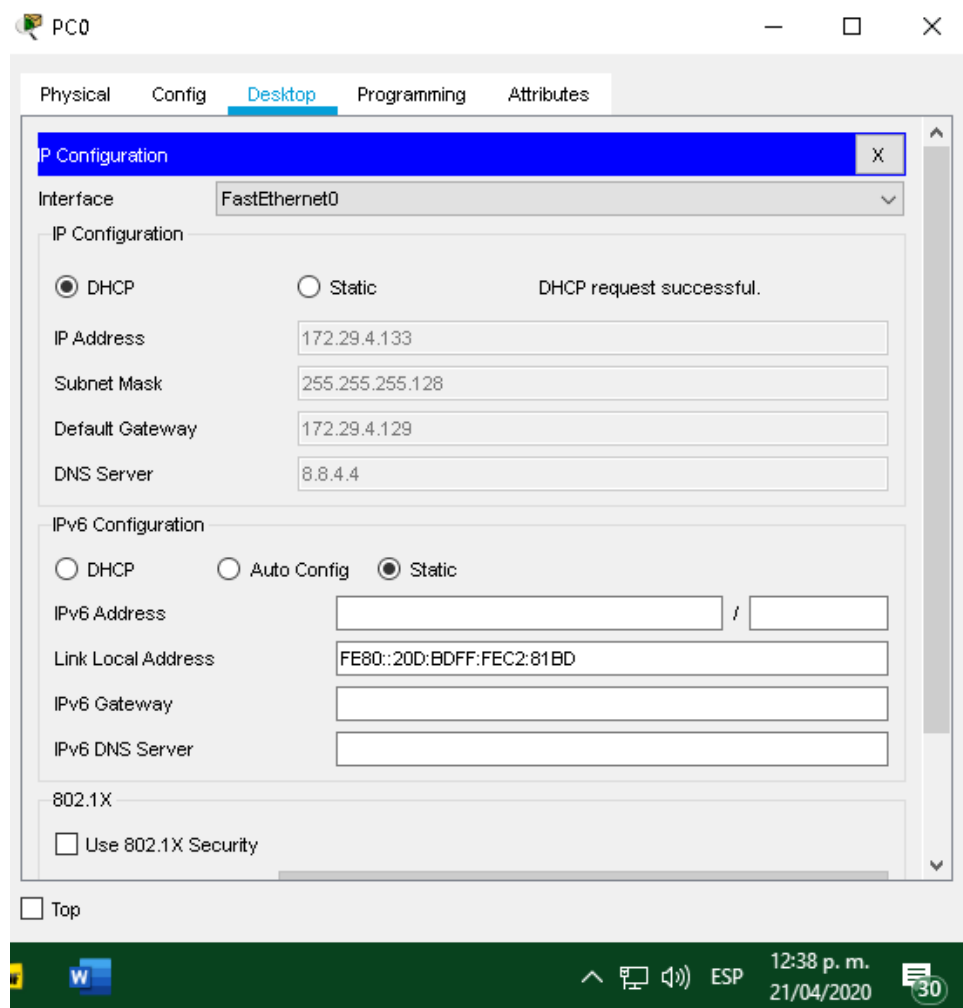 PC0
Physical Config Desktop Programming Attributes
IP Configuration X
Interface FastEthernet0
IP Configuration
DHCP Static DHCP request successful.
IP Address 172.29.4.133
Subnet Mask 255.255.255.128
Default Gateway 172.29.4.129
DNS Server 8.8.4.4
IPv6 Configuration
DHCP Auto Config Static
IPv6 Address /
Link Local Address FE80::20D:BDFF:FEC2:81BD
IPv6 Gateway
IPv6 DNS Server
802.1X
Use 802.1X Security
Top
W ESP 12:38 p. m.
21/04/2020 30